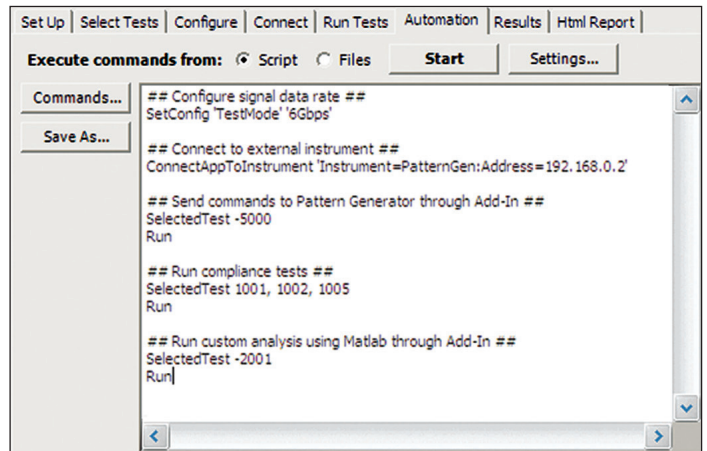 Set Up Select Tests Configure Connect Run Tests Automation Results Html Report
Execute commands from: Script Files Start Settings...
Commands...
Save As...
## Configure signal data rate ##
SetConfig 'TestMode' '6Gbps'
## Connect to external instrument ##
ConnectAppToInstrument 'Instrument=PatternGen:Address=192.168.0.2'
## Send commands to Pattern Generator through Add-In ##
SelectedTest -5000
Run
## Run compliance tests ##
SelectedTest 1001, 1002, 1005
Run
## Run custom analysis using Matlab through Add-In ##
SelectedTest -2001
Run